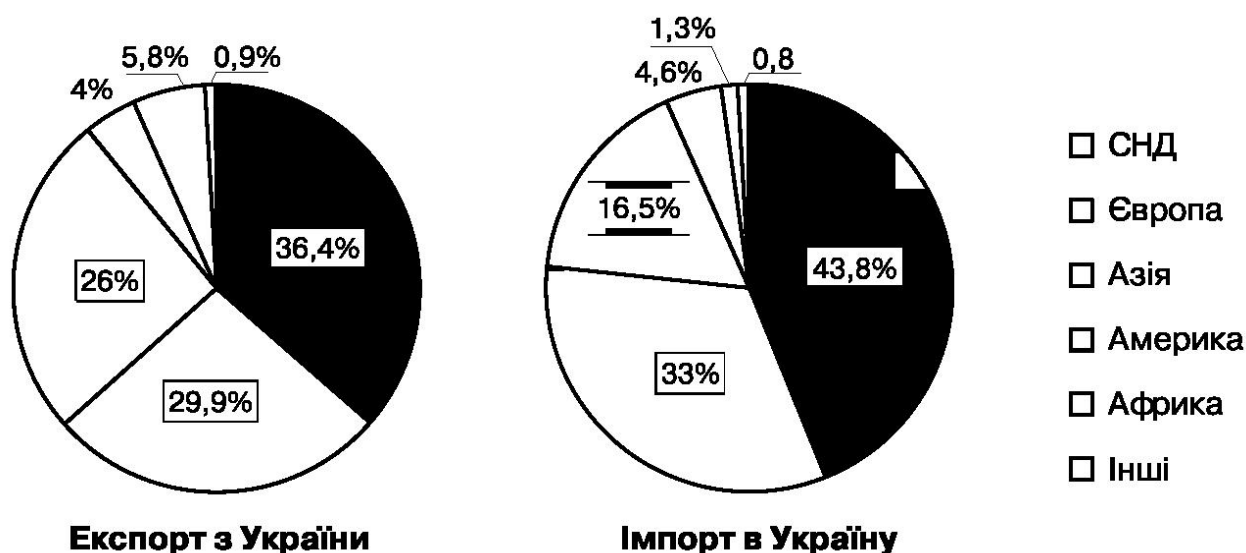 5,8%
0,9%
4%
36,4%
26%
29,9%
Експорт з України
1,3%
0,8
4,6%
16,5%
43,8%
33%
Імпорт в Україну
СНД
Європа
Азія
Америка
Африка
Інші